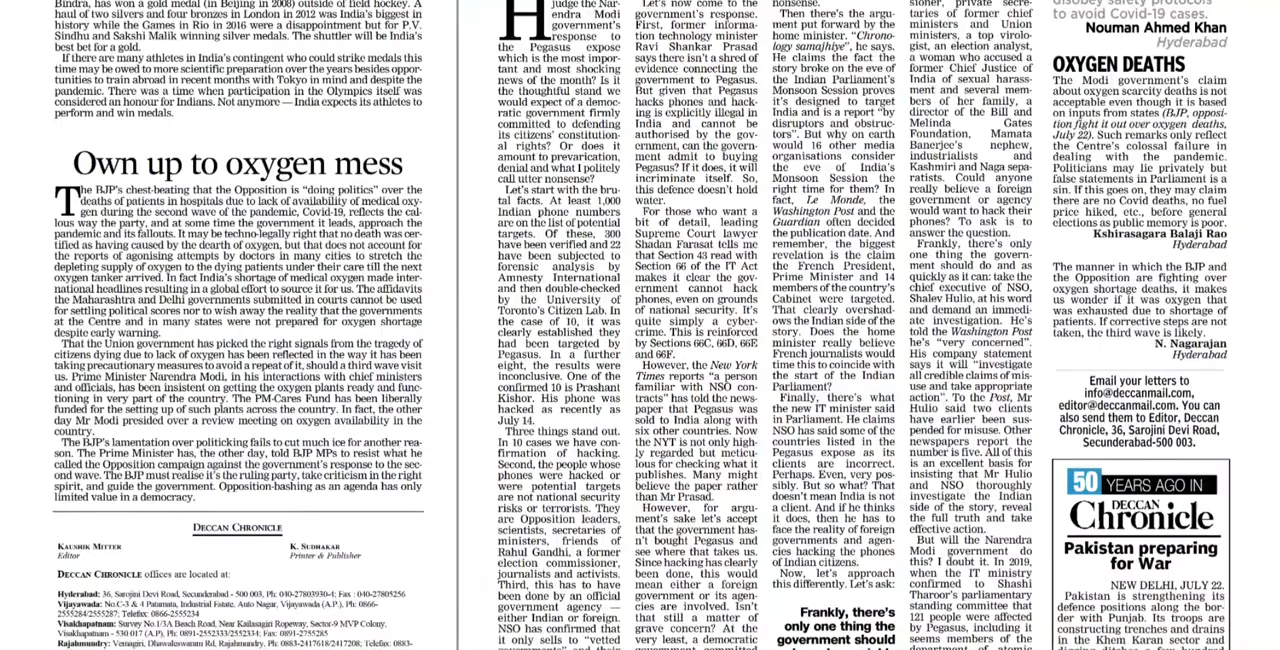 Bindra, has won a gold medal (in Beijing in 2008) outside of field hockey. A
haul of two silvers and four bronzes in London in 2012 was India's biggest in
history while the Games in Rio in 2016 were a disappointment but for P.V.
Sindhu and Sakshi Malik winning silver medals. The shuttler will be India's
best bet for a gold.
If there are many athletes in India's contingent who could strike medals this
time may be owed to more scientific preparation over the years besides oppor-
tunities to train abroad in recent months with Tokyo in mind and despite the
pandemic. There was a time when participation in the Olympics itself was
considered an honour for Indians. Not anymore — India expects its athletes to
perform and win medals.
Own up to oxygen mess
The BJP's chest-beating that the Opposition is "doing politics" over the
deaths of patients in hospitals due to lack of availability of medical oxy-
gen during the second wave of the pandemic, Covid-19, reflects the cal-
lous way the party, and at some time the government it leads, approach the
pandemic and its fallouts. It may be techno-legally right that no death was cer-
tified as having caused by the dearth of oxygen, but that does not account for
the reports of agonising attempts by doctors in many cities to stretch the
depleting supply of oxygen to the dying patients under their care till the next
oxygen tanker arrived. In fact India's shortage of medical oxygen made inter-
national headlines resulting in a global effort to source it for us. The affidavits
the Maharashtra and Delhi governments submitted in courts cannot be used
for settling political scores nor to wish away the reality that the governments
at the Centre and in many states were not prepared for oxygen shortage
despite early warning.
That the Union government has picked the right signals from the tragedy of
citizens dying due to lack of oxygen has been reflected in the way it has been
taking precautionary measures to avoid a repeat of it, should a third wave visit
us. Prime Minister Narendra Modi, in his interactions with chief ministers
and officials, has been insistent on getting the oxygen plants ready and func-
tioning in very part of the country. The PM-Cares Fund has been liberally
funded for the setting up of such plants across the country. In fact, the other
day Mr Modi presided over a review meeting on oxygen availability in the
country.
The BJP's lamentation over politicking fails to cut much ice for another rea-
son. The Prime Minister has, the other day, told BJP MPs to resist what he
called the Opposition campaign against the government's response to the sec-
ond wave. The BJP must realise it's the ruling party, take criticism in the right
spirit, and guide the government. Opposition-bashing as an agenda has only
limited value in a democracy.
DECCAN CHRONICLE
KAUSHIK MITTER
Editor
K. SUDHAKAR
Printer & Publisher
DECCAN CHRONICLE offices are located at:
Hyderabad: 36, Sarojini Devi Road, Secunderabad - 500 003, Ph: 040-27803930-4; Fax : 040-27805256
Vijayawada: No.C-3 & 4 Patamata, Industrial Estate, Auto Nagar, Vijayawada (A.P.), Ph: 0866-
2555284/2555287; Telefix: 0866-2555234
Visakhapatnam: Survey No.1/3A Beach Road, Near Kailasagiri Ropeway, Sector-9 MVP Colony,
Visakhapatnam - 530 017 (A.P), Ph: 0891-2552333/2552334; Fax: 0891-2755285
Rajahmundry: Vemagiri, Dhawaleswaram Rd, Rajahmundry. Ph: 0883-2417618/2417208; Telefix: 0883-
judge the Nar-
endra Modi
government's
response to
the Pegasus expose
which is the most impor-
tant and most shocking
news of the month? Is it
the thoughtful stand we
would expect of a democ-
ratic government firmly
committed to defending
its citizens' constitution-
al rights? Or does it
amount to prevarication,
denial and what I politely
call utter nonsense?
Let's start with the bru-
tal facts. At least 1,000
Indian phone numbers
are on the list of potential
targets. Of these, 300
have been verified and 22
have been subjected to
forensic analysis by
Amnesty International
and then double-checked
by the University of
Toronto's Citizen Lab. In
the case of 10, it was
clearly established they
had been targeted by
Pegasus. In a further
eight, the results were
inconclusive. One of the
confirmed 10 is Prashant
Kishor. His phone was
hacked as recently as
July 14.
Three things stand out.
In 10 cases we have con-
firmation of hacking.
Second, the people whose
phones were hacked or
were potential targets
are not national security
risks or terrorists. They
are Opposition leaders,
scientists, secretaries of
ministers, friends of
Rahul Gandhi, a former
election commissioner,
journalists and activists.
Third, this has to have
been done by an official
government agency —
either Indian or foreign.
NSO has confirmed that
it only sells to "vetted
Let's now come to the
government's response.
First, former informa-
tion technology minister
Ravi Shankar Prasad
says there isn't a shred of
evidence connecting the
government to Pegasus.
But given that Pegasus
hacks phones and hack-
ing is explicitly illegal in
India and cannot be
authorised by the gov-
ernment, can the govern-
ment admit to buying
Pegasus? If it does, it will
incriminate itself. So,
this defence doesn't hold
water.
For those who want a
bit of detail, leading
Supreme Court lawyer
Shadan Farasat tells me
that Section 43 read with
Section 66 of the IT Act
makes it clear the gov-
ernment cannot hack
phones, even on grounds
of national security. It's
quite simply a cyber-
crime. This is reinforced
by Sections 66C, 66D, 66E
and 66F.
However, the New York
Times reports "a person
familiar with NSO con-
tracts" has told the news-
paper that Pegasus was
sold to India along with
six other countries. Now
the NYT is not only high-
ly regarded but meticu-
lous for checking what it
publishes. Many might
believe the paper rather
than Mr Prasad.
However, for argu-
ment's sake let's accept
that the government has-
n't bought Pegasus and
see where that takes us.
Since hacking has clearly
been done, this would
mean either a foreign
government or its agen-
cies are involved. Isn't
that still a matter of
grave concern? At the
very least, a democratic
government committed
nonsense.
Then there's the argu-
ment put forward by the
home minister. "Chrono-
logy samajhiye", he says.
He claims the fact the
story broke on the eve of
the Indian Parliament's
Monsoon Session proves
it's designed to target
India and is a report "by
disruptors and obstruc-
tors". But why on earth
would 16 other media
organisations consider
the eve of India's
Monsoon Session the
right time for them? In
fact, Le Monde, the
Washington Post and the
Guardian often decided
the publication date. And
remember, the biggest
revelation is the claim
the French President,
Prime Minister and 14
members of the country's
Cabinet were targeted.
That clearly overshad-
ows the Indian side of the
story. Does the home
minister really believe
French journalists would
time this to coincide with
the start of the Indian
Parliament?
Finally, there's what
the new IT minister said
in Parliament. He claims
NSO has said some of the
countries listed in the
Pegasus expose as its
clients are incorrect.
Perhaps. Even, very pos-
sibly. But so what? That
doesn't mean India is not
a client. And if he thinks
it does, then he has to
face the reality of foreign
governments and agen-
cies hacking the phones
of Indian citizens.
Now, let's approach
this differently. Let's ask:
Frankly, there's
only one thing the
government should
sioner, private secre-
taries of former chief
ministers and Union
ministers, a top virolo-
gist, an election analyst,
a woman who accused a
former Chief Justice of
India of sexual harass-
ment and several mem-
bers of her family, a
director of the Bill and
Melinda Gates
Foundation, Mamata
Banerjee's nephew,
industrialists and
Kashmiri and Naga sepa-
ratists. Could anyone
really believe a foreign
government or agency
would want to hack their
phones? To ask is to
answer the question.
Frankly, there's only
one thing the govern-
ment should do and as
quickly as it can: take the
chief executive of NSO,
Shalev Hulio, at his word
and demand an immedi-
ate investigation. He's
told the Washington Post
he's "very concerned".
His company statement
says it will "investigate
all credible claims of mis-
use and take appropriate
action". To the Post, Mr
Hulio said two clients
have earlier been sus-
pended for misuse. Other
newspapers report the
number is five. All of this
is an excellent basis for
insisting that Mr Hulio
and NSO thoroughly
investigate the Indian
side of the story, reveal
the full truth and take
effective action.
But will the Narendra
Modi government do
this? I doubt it. In 2019,
when the IT ministry
confirmed to Shashi
Tharoor's parliamentary
standing committee that
121 people were affected
by Pegasus, including it
seems members of the
department of atomic
disobey safety protocols
to avoid Covid-19 cases.
Nouman Ahmed Khan
Hyderabad
OXYGEN DEATHS
The Modi government's claim
about oxygen scarcity deaths is not
acceptable even though it is based
on inputs from states (BJP, opposi-
tion fight it out over oxygen deaths,
July 22). Such remarks only reflect
the Centre's colossal failure in
dealing with the pandemic.
Politicians may lie privately but
false statements in Parliament is a
sin. If this goes on, they may claim
there are no Covid deaths, no fuel
price hiked, etc., before general
elections as public memory is poor.
Kshirasagara Balaji Rao
Hyderabad
The manner in which the BJP and
the Opposition are fighting over
oxygen shortage deaths, it makes
us wonder if it was oxygen that
was exhausted due to shortage of
patients. If corrective steps are not
taken, the third wave is likely.
N. Nagarajan
Hyderabad
Email your letters to
info@deccanmail.com,
editor@deccanmail.com. You can
also send them to Editor, Deccan
Chronicle, 36, Sarojini Devi Road,
Secunderabad-500 003.
50 YEARS AGO IN
DECCAN
Chronicle
Pakistan preparing
for War
NEW DELHI, JULY 22.
Pakistan is strengthening its
defence positions along the bor-
der with Punjab. Its troops are
constructing trenches and drains
in the Khem Karan sector and
digging ditches a few hundred